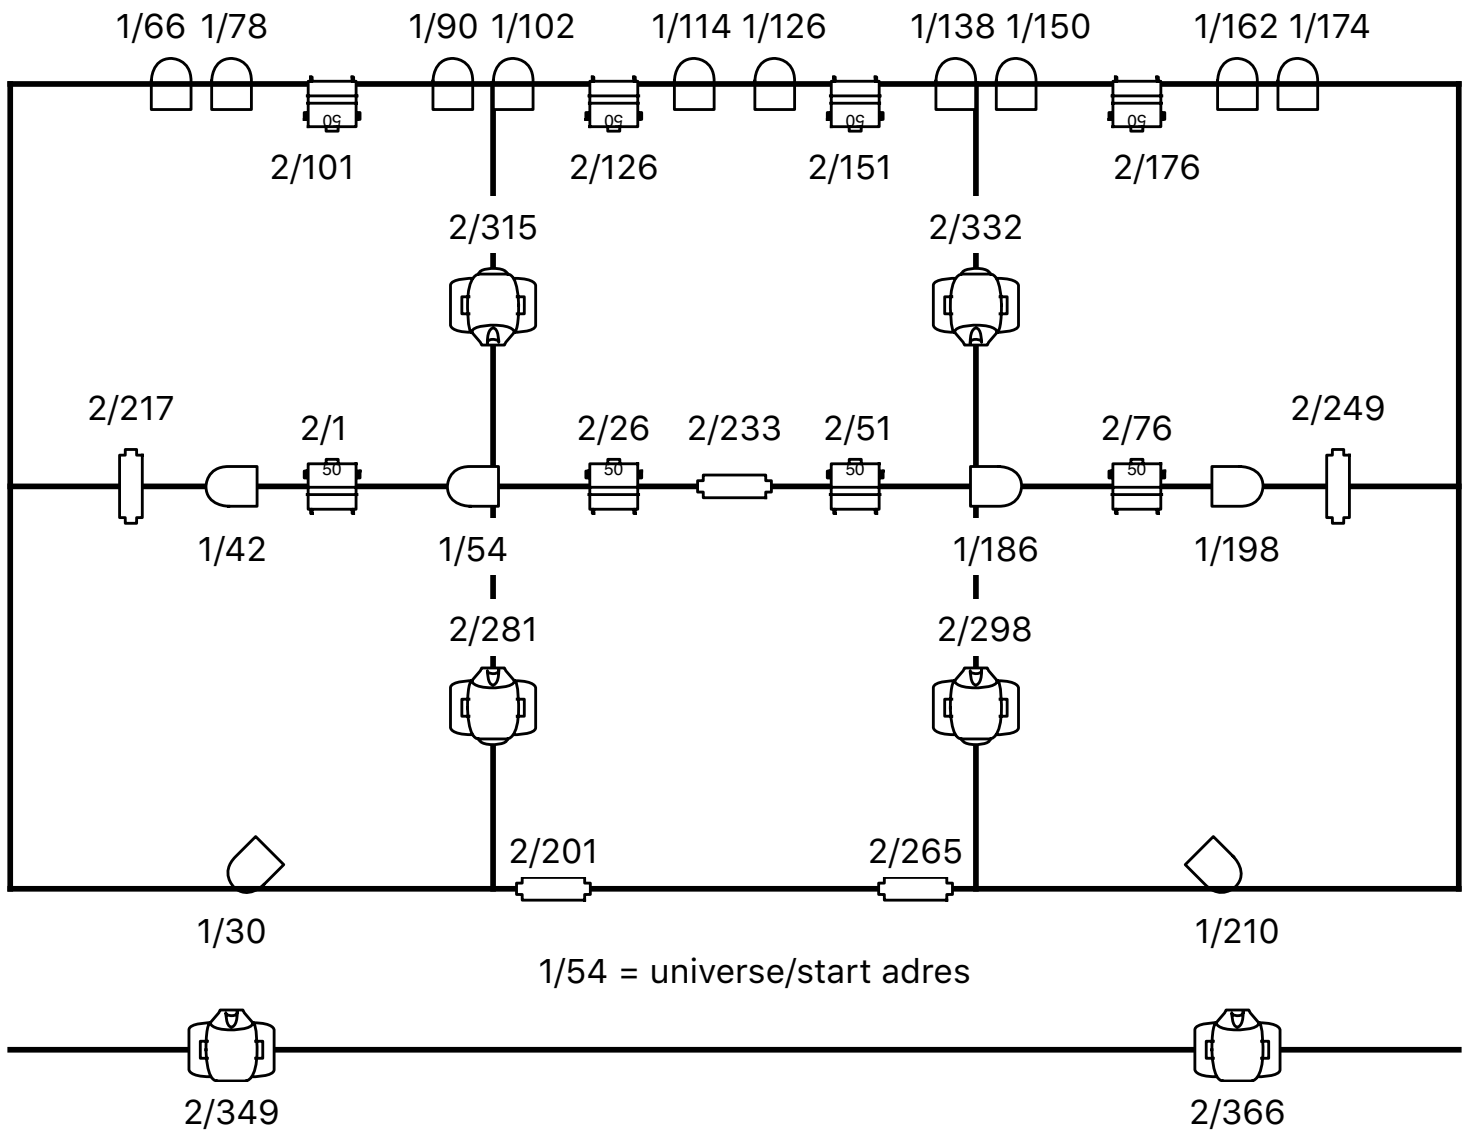 1/66 1/78 1/90 1/102 1/114 1/126 1/138 1/150 1/162 1/174
50 50 50 50
2/101 2/126 2/151 2/176
2/315 2/332
2/217 2/249
2/1 2/26 2/233 2/51 2/76
50 50 50 50
1/42 1/54 1/186 1/198
2/281 2/298
2/201 2/265
1/30 1/210
1/54 = universe/start adres
2/349 2/366